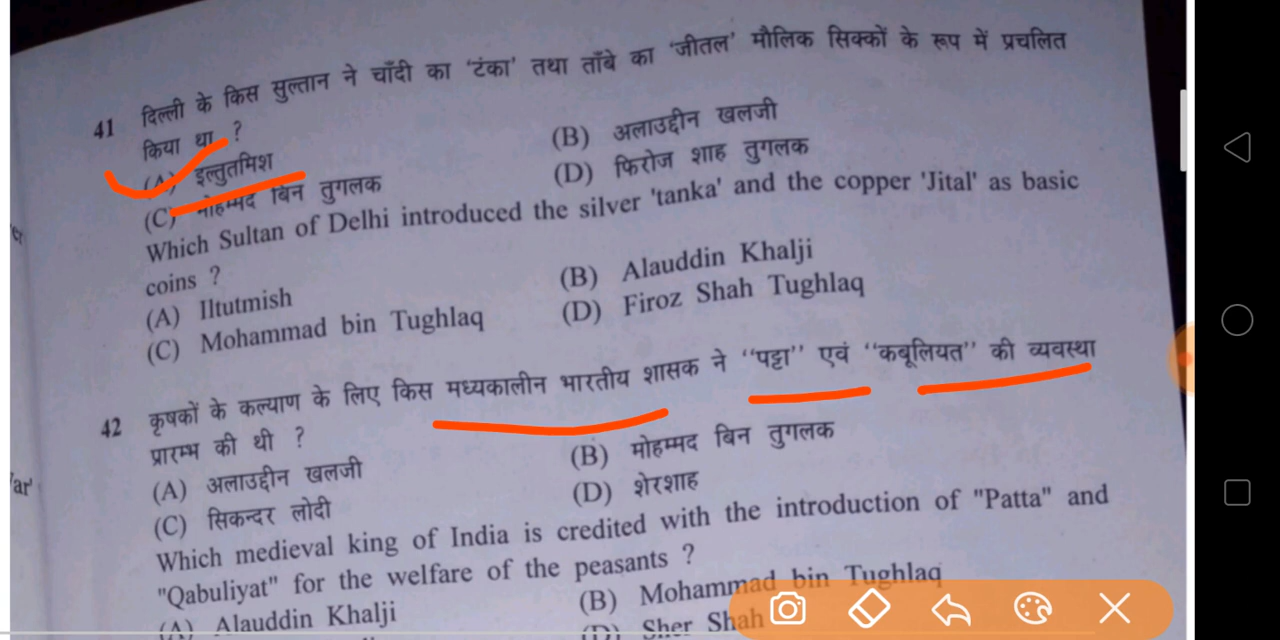 41 दिल्ली के किस सुल्तान ने चाँदी का 'टंका' तथा ताँबे का 'जीतल' मौलिक सिक्कों के रूप में प्रचलित
किया था ?
(A) इल्तुतमिश (B) अलाउद्दीन खलजी
(C) मोहम्मद बिन तुगलक (D) फिरोज शाह तुगलक
Which Sultan of Delhi introduced the silver 'tanka' and the copper 'Jital' as basic
coins ?
(A) Iltutmish (B) Alauddin Khalji
(C) Mohammad bin Tughlaq (D) Firoz Shah Tughlaq
42 कृषकों के कल्याण के लिए किस मध्यकालीन भारतीय शासक ने ''पट्टा'' एवं ''कबूलियत'' की व्यवस्था
प्रारम्भ की थी ?
(A) अलाउद्दीन खलजी (B) मोहम्मद बिन तुगलक
(C) सिकन्दर लोदी (D) शेरशाह
Which medieval king of India is credited with the introduction of "Patta" and
"Qabuliyat" for the welfare of the peasants ?
(A) Alauddin Khalji (B) Mohammad bin Tughlaq
(D) Sher Shah
ar'